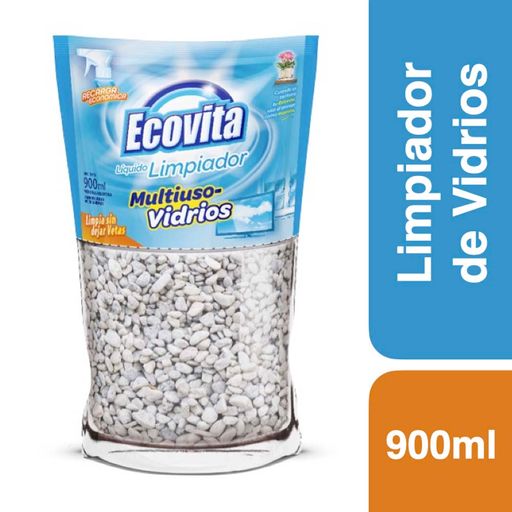 RECARGA
ECONÓMICA
Ecovita
Líquido Limpiador
900ml
Multiuso-
Vidrios
Limpia sin
dejar Vetas
Limpiador
de Vidrios
900ml